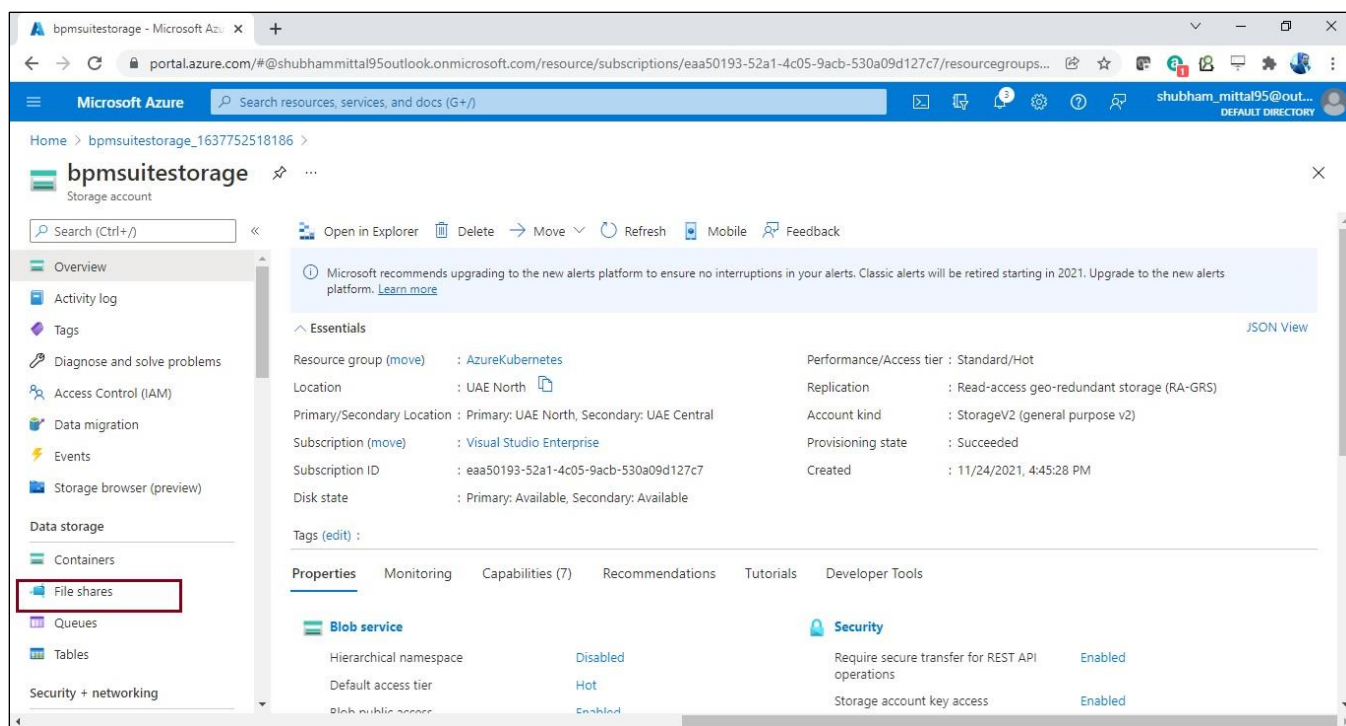 bpmsuitestorage - Microsoft Azu
portal.azure.com/#@shubhammittal95outlook.onmicrosoft.com/resource/subscriptions/eaa50193-52a1-4c05-9acb-530a09d127c7/resourcegroups...
Microsoft Azure
Search resources, services, and docs (G+/)
3
shubham_mittal95@out...
DEFAULT DIRECTORY
Home > bpmsuitestorage_1637752518186 >
bpmsuitestorage ...
Storage account
Search (Ctrl+/)
«
Overview
Activity log
Tags
Diagnose and solve problems
Access Control (IAM)
Data migration
Events
Storage browser (preview)
Data storage
Containers
File shares
Queues
Tables
Security + networking
Open in Explorer Delete Move Refresh Mobile Feedback
Microsoft recommends upgrading to the new alerts platform to ensure no interruptions in your alerts. Classic alerts will be retired starting in 2021. Upgrade to the new alerts
platform. Learn more
Essentials
JSON View
Resource group (move) : AzureKubernetes
Location : UAE North
Primary/Secondary Location : Primary: UAE North, Secondary: UAE Central
Subscription (move) : Visual Studio Enterprise
Subscription ID : eaa50193-52a1-4c05-9acb-530a09d127c7
Disk state : Primary: Available, Secondary: Available
Performance/Access tier : Standard/Hot
Replication : Read-access geo-redundant storage (RA-GRS)
Account kind : StorageV2 (general purpose v2)
Provisioning state : Succeeded
Created : 11/24/2021, 4:45:28 PM
Tags (edit) :
Properties Monitoring Capabilities (7) Recommendations Tutorials Developer Tools
Blob service
Hierarchical namespace Disabled
Default access tier Hot
Blob public access Enabled
Security
Require secure transfer for REST API Enabled
operations
Storage account key access Enabled